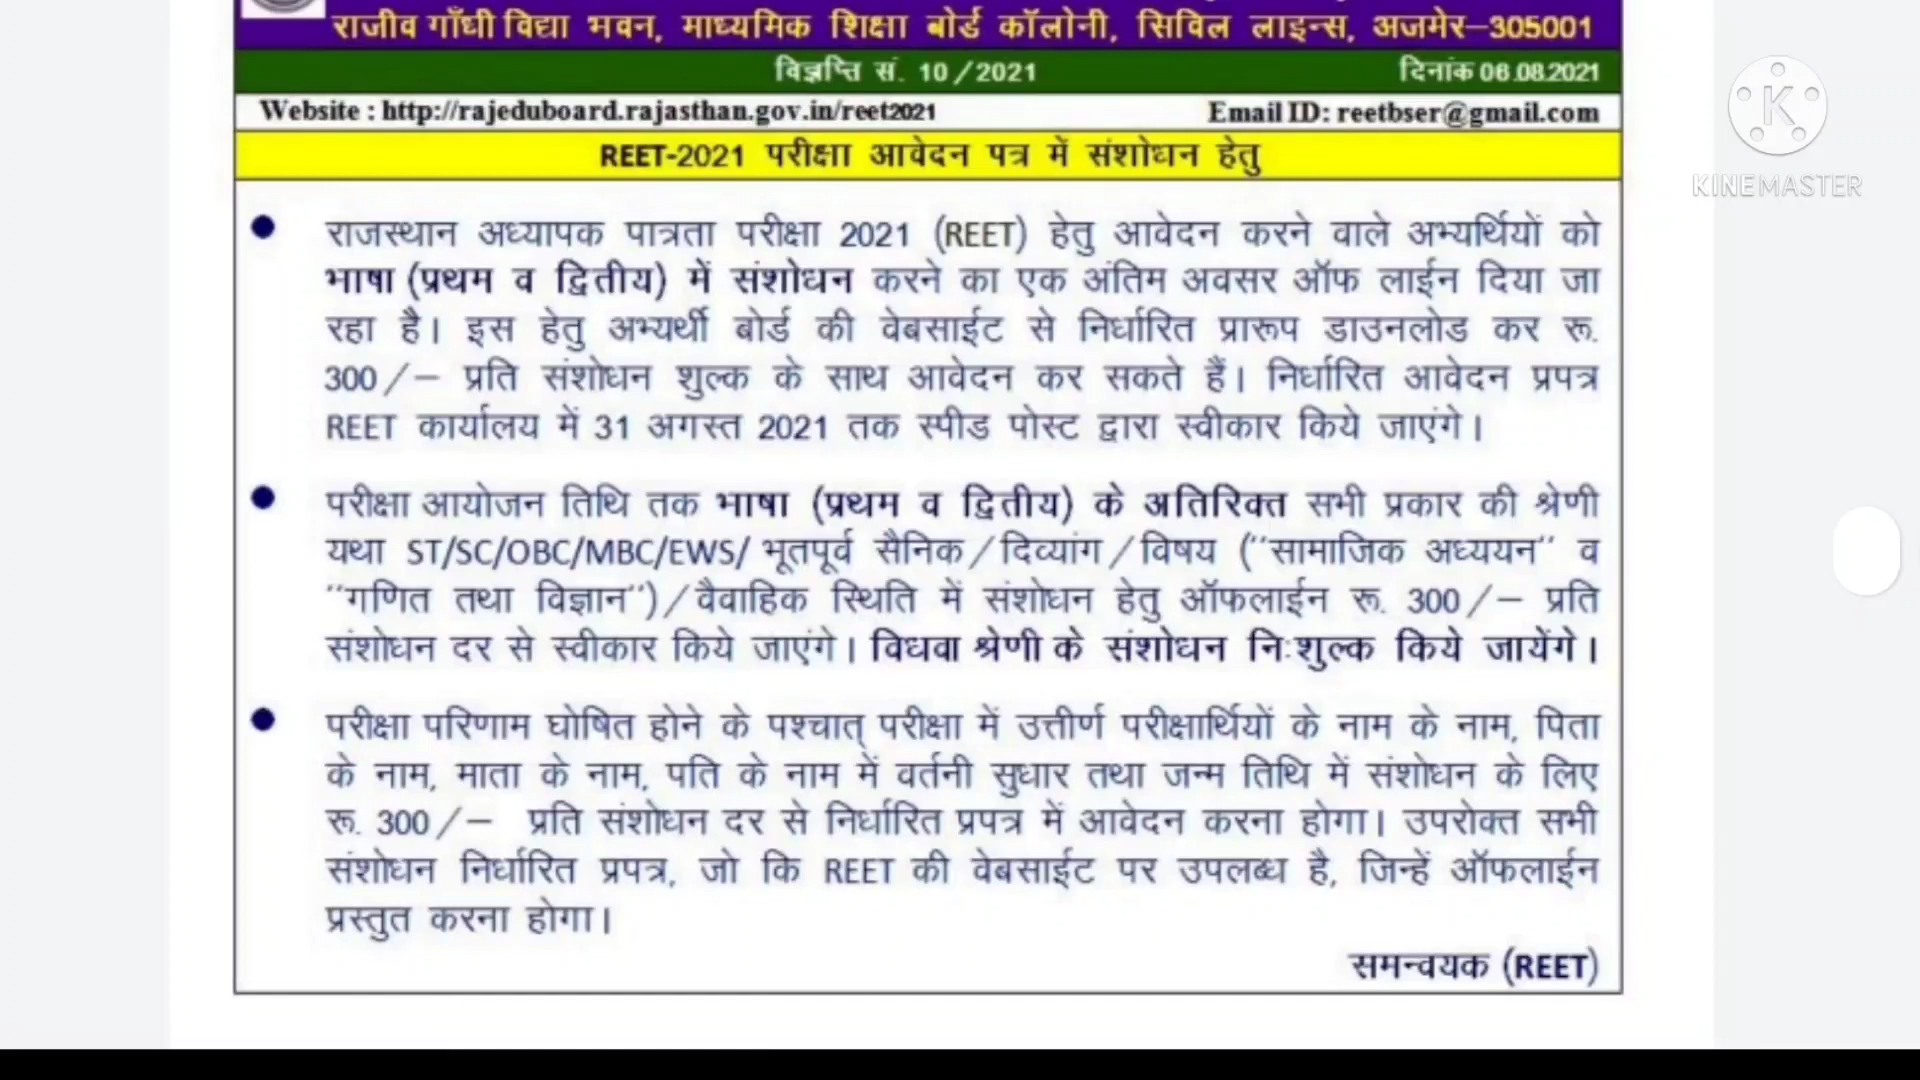 राजीव गाँधी विद्या भवन, माध्यमिक शिक्षा बोर्ड कॉलोनी, सिविल लाइन्स, अजमेर–305001
विज्ञप्ति सं. 10/2021 दिनांक 06.08.2021
Website : http://rajeduboard.rajasthan.gov.in/reet2021 Email ID: reetbser@gmail.com
REET-2021 परीक्षा आवेदन पत्र में संशोधन हेतु
K
KINEMASTER
● राजस्थान अध्यापक पात्रता परीक्षा 2021 (REET) हेतु आवेदन करने वाले अभ्यर्थियों को
भाषा (प्रथम व द्वितीय) में संशोधन करने का एक अंतिम अवसर ऑफ लाईन दिया जा
रहा है। इस हेतु अभ्यर्थी बोर्ड की वेबसाईट से निर्धारित प्रारूप डाउनलोड कर रू.
300/– प्रति संशोधन शुल्क के साथ आवेदन कर सकते हैं। निर्धारित आवेदन प्रपत्र
REET कार्यालय में 31 अगस्त 2021 तक स्पीड पोस्ट द्वारा स्वीकार किये जाएंगे।
● परीक्षा आयोजन तिथि तक भाषा (प्रथम व द्वितीय) के अतिरिक्त सभी प्रकार की श्रेणी
यथा ST/SC/OBC/MBC/EWS/ भूतपूर्व सैनिक/दिव्यांग/विषय (''सामाजिक अध्ययन'' व
''गणित तथा विज्ञान'')/वैवाहिक स्थिति में संशोधन हेतु ऑफलाईन रू. 300/– प्रति
संशोधन दर से स्वीकार किये जाएंगे। विधवा श्रेणी के संशोधन नि:शुल्क किये जायेंगे।
● परीक्षा परिणाम घोषित होने के पश्चात् परीक्षा में उत्तीर्ण परीक्षार्थियों के नाम के नाम, पिता
के नाम, माता के नाम, पति के नाम में वर्तनी सुधार तथा जन्म तिथि में संशोधन के लिए
रू. 300/– प्रति संशोधन दर से निर्धारित प्रपत्र में आवेदन करना होगा। उपरोक्त सभी
संशोधन निर्धारित प्रपत्र, जो कि REET की वेबसाईट पर उपलब्ध है, जिन्हें ऑफलाईन
प्रस्तुत करना होगा।
समन्वयक (REET)